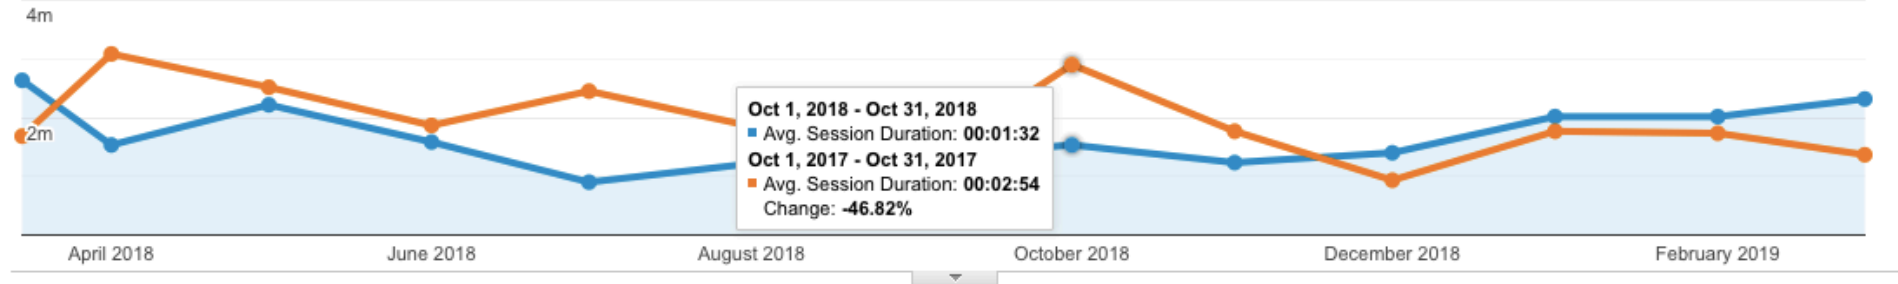 4m
2m
Oct 1, 2018 - Oct 31, 2018
Avg. Session Duration: 00:01:32
Oct 1, 2017 - Oct 31, 2017
Avg. Session Duration: 00:02:54
Change: -46.82%
April 2018 June 2018 August 2018 October 2018 December 2018 February 2019